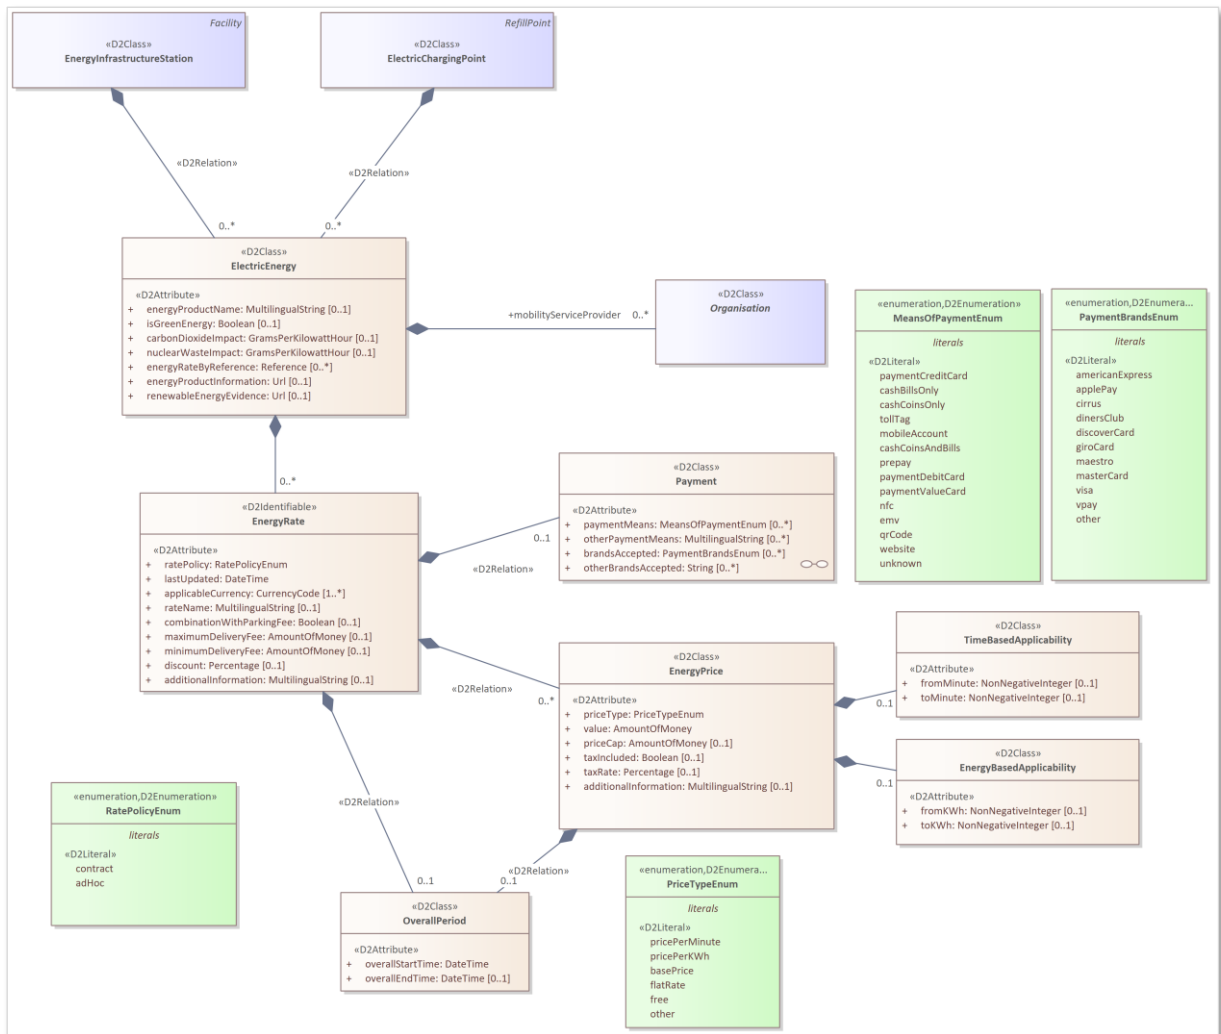 Facility
«D2Class»
EnergyInfrastructureStation
RefillPoint
«D2Class»
ElectricChargingPoint
«D2Relation»
«D2Relation»
0..*
0..*
«D2Class»
ElectricEnergy
«D2Attribute»
+ energyProductName: MultilingualString [0..1]
+ isGreenEnergy: Boolean [0..1]
+ carbonDioxideImpact: GramsPerKilowattHour [0..1]
+ nuclearWasteImpact: GramsPerKilowattHour [0..1]
+ energyRateByReference: Reference [0..*]
+ energyProductInformation: Url [0..1]
+ renewableEnergyEvidence: Url [0..1]
+mobilityServiceProvider 0..*
«D2Class»
Organisation
«enumeration,D2Enumeration»
MeansOfPaymentEnum
literals
«D2Literal»
paymentCreditCard
cashBillsOnly
cashCoinsOnly
tollTag
mobileAccount
cashCoinsAndBills
prepay
paymentDebitCard
paymentValueCard
nfc
emv
qrCode
website
unknown
«enumeration,D2Enumera...
PaymentBrandsEnum
literals
«D2Literal»
americanExpress
applePay
cirrus
dinersClub
discoverCard
giroCard
maestro
masterCard
visa
vpay
other
0..*
«D2Identifiable»
EnergyRate
«D2Attribute»
+ ratePolicy: RatePolicyEnum
+ lastUpdated: DateTime
+ applicableCurrency: CurrencyCode [1..*]
+ rateName: MultilingualString [0..1]
+ combinationWithParkingFee: Boolean [0..1]
+ maximumDeliveryFee: AmountOfMoney [0..1]
+ minimumDeliveryFee: AmountOfMoney [0..1]
+ discount: Percentage [0..1]
+ additionalInformation: MultilingualString [0..1]
0..1
«D2Relation»
«D2Class»
Payment
«D2Attribute»
+ paymentMeans: MeansOfPaymentEnum [0..*]
+ otherPaymentMeans: MultilingualString [0..*]
+ brandsAccepted: PaymentBrandsEnum [0..*]
+ otherBrandsAccepted: String [0..*]
«D2Relation»
0..*
«D2Class»
EnergyPrice
«D2Attribute»
+ priceType: PriceTypeEnum
+ value: AmountOfMoney
+ priceCap: AmountOfMoney [0..1]
+ taxIncluded: Boolean [0..1]
+ taxRate: Percentage [0..1]
+ additionalInformation: MultilingualString [0..1]
0..1
«D2Class»
TimeBasedApplicability
«D2Attribute»
+ fromMinute: NonNegativeInteger [0..1]
+ toMinute: NonNegativeInteger [0..1]
0..1
«D2Class»
EnergyBasedApplicability
«D2Attribute»
+ fromKWh: NonNegativeInteger [0..1]
+ toKWh: NonNegativeInteger [0..1]
«enumeration,D2Enumeration»
RatePolicyEnum
literals
«D2Literal»
contract
adHoc
«D2Relation»
0..1
«D2Relation»
0..1
«D2Class»
OverallPeriod
«D2Attribute»
+ overallStartTime: DateTime
+ overallEndTime: DateTime [0..1]
«enumeration,D2Enumera...
PriceTypeEnum
literals
«D2Literal»
pricePerMinute
pricePerKWh
basePrice
flatRate
free
other